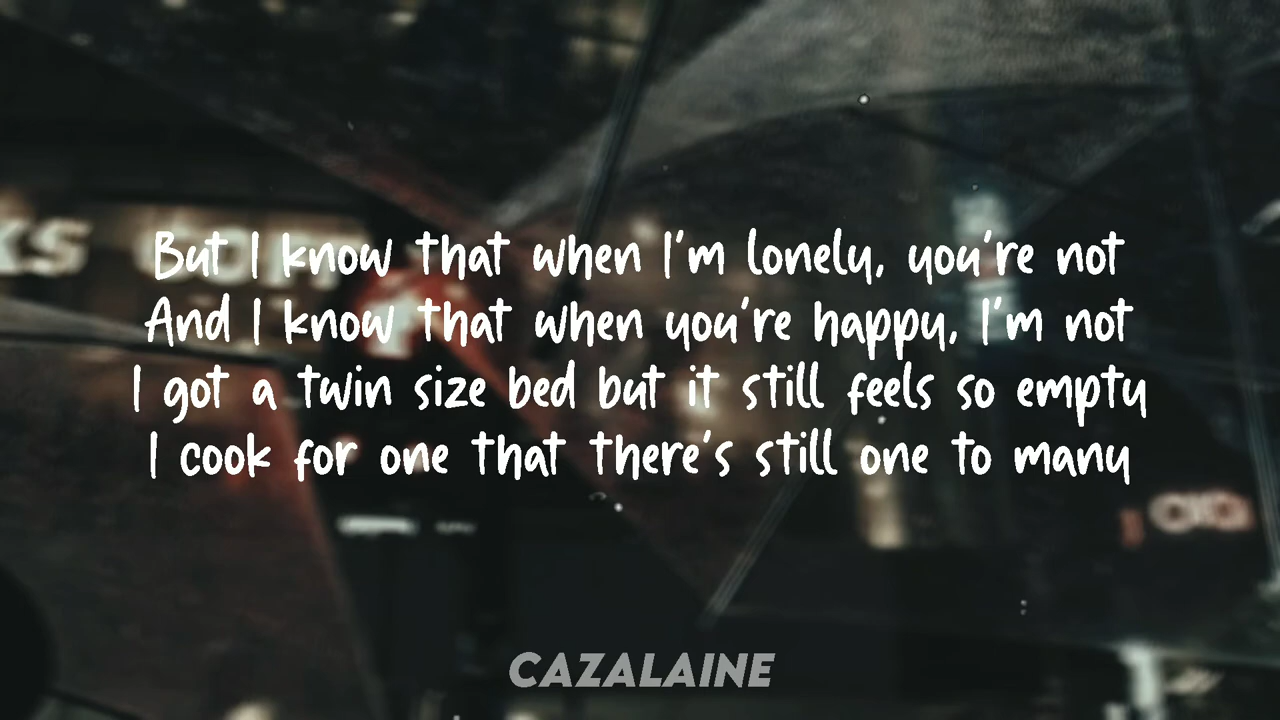 But I know that when I'm lonely, you're not
And I know that when you're happy, I'm not
I got a twin size bed but it still feels so empty
I cook for one that there's still one to many
CAZALAINE